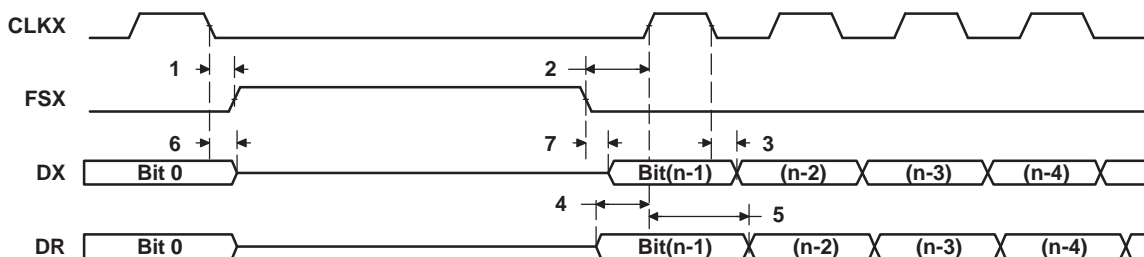 CLKX
1 2
FSX
6 7 3
DX Bit 0 Bit(n-1) (n-2) (n-3) (n-4)
4 5
DR Bit 0 Bit(n-1) (n-2) (n-3) (n-4)